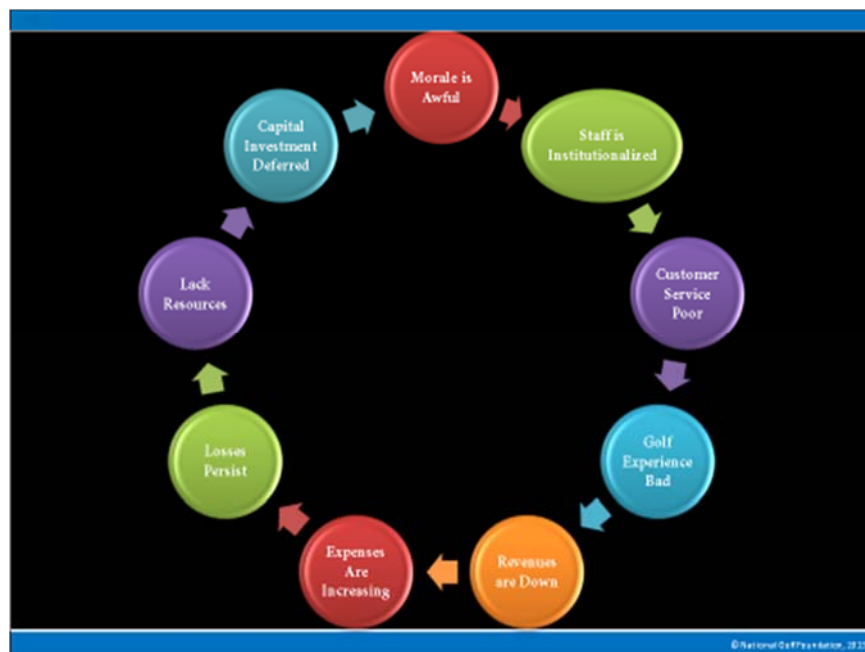 Morale is
Awful
Staff is
Institutionalized
Customer
Service
Poor
Golf
Experience
Bad
Revenues
are Down
Expenses
Are
Increasing
Losses
Persist
Lack
Resources
Capital
Investment
Deferred
© National Golf Foundation,